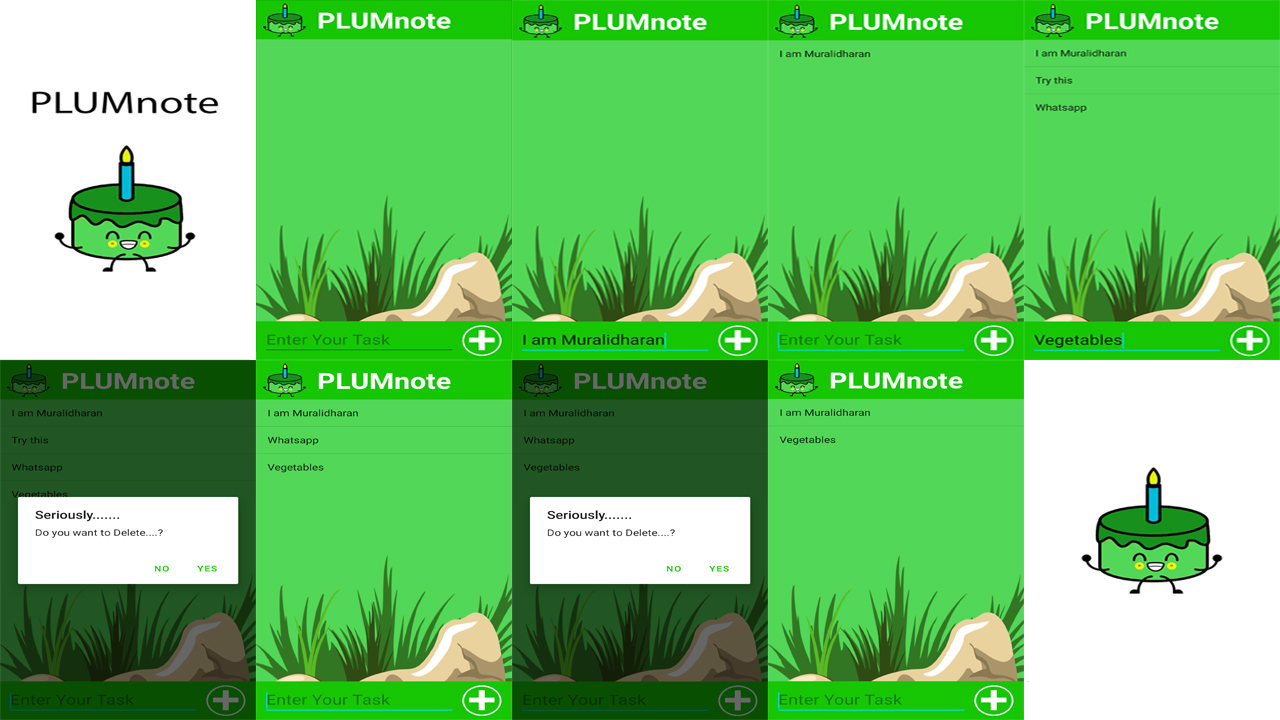 PLUMnote
PLUMnote
Enter Your Task
PLUMnote
I am Muralidharan
PLUMnote
I am Muralidharan
Enter Your Task
PLUMnote
I am Muralidharan
Try this
Whatsapp
Vegetables
PLUMnote
I am Muralidharan
Try this
Whatsapp
Vegetables
Seriously.......
Do you want to Delete....?
NO YES
Enter Your Task
PLUMnote
I am Muralidharan
Whatsapp
Vegetables
Enter Your Task
PLUMnote
I am Muralidharan
Whatsapp
Vegetables
Seriously.......
Do you want to Delete....?
NO YES
Enter Your Task
PLUMnote
I am Muralidharan
Vegetables
Enter Your Task